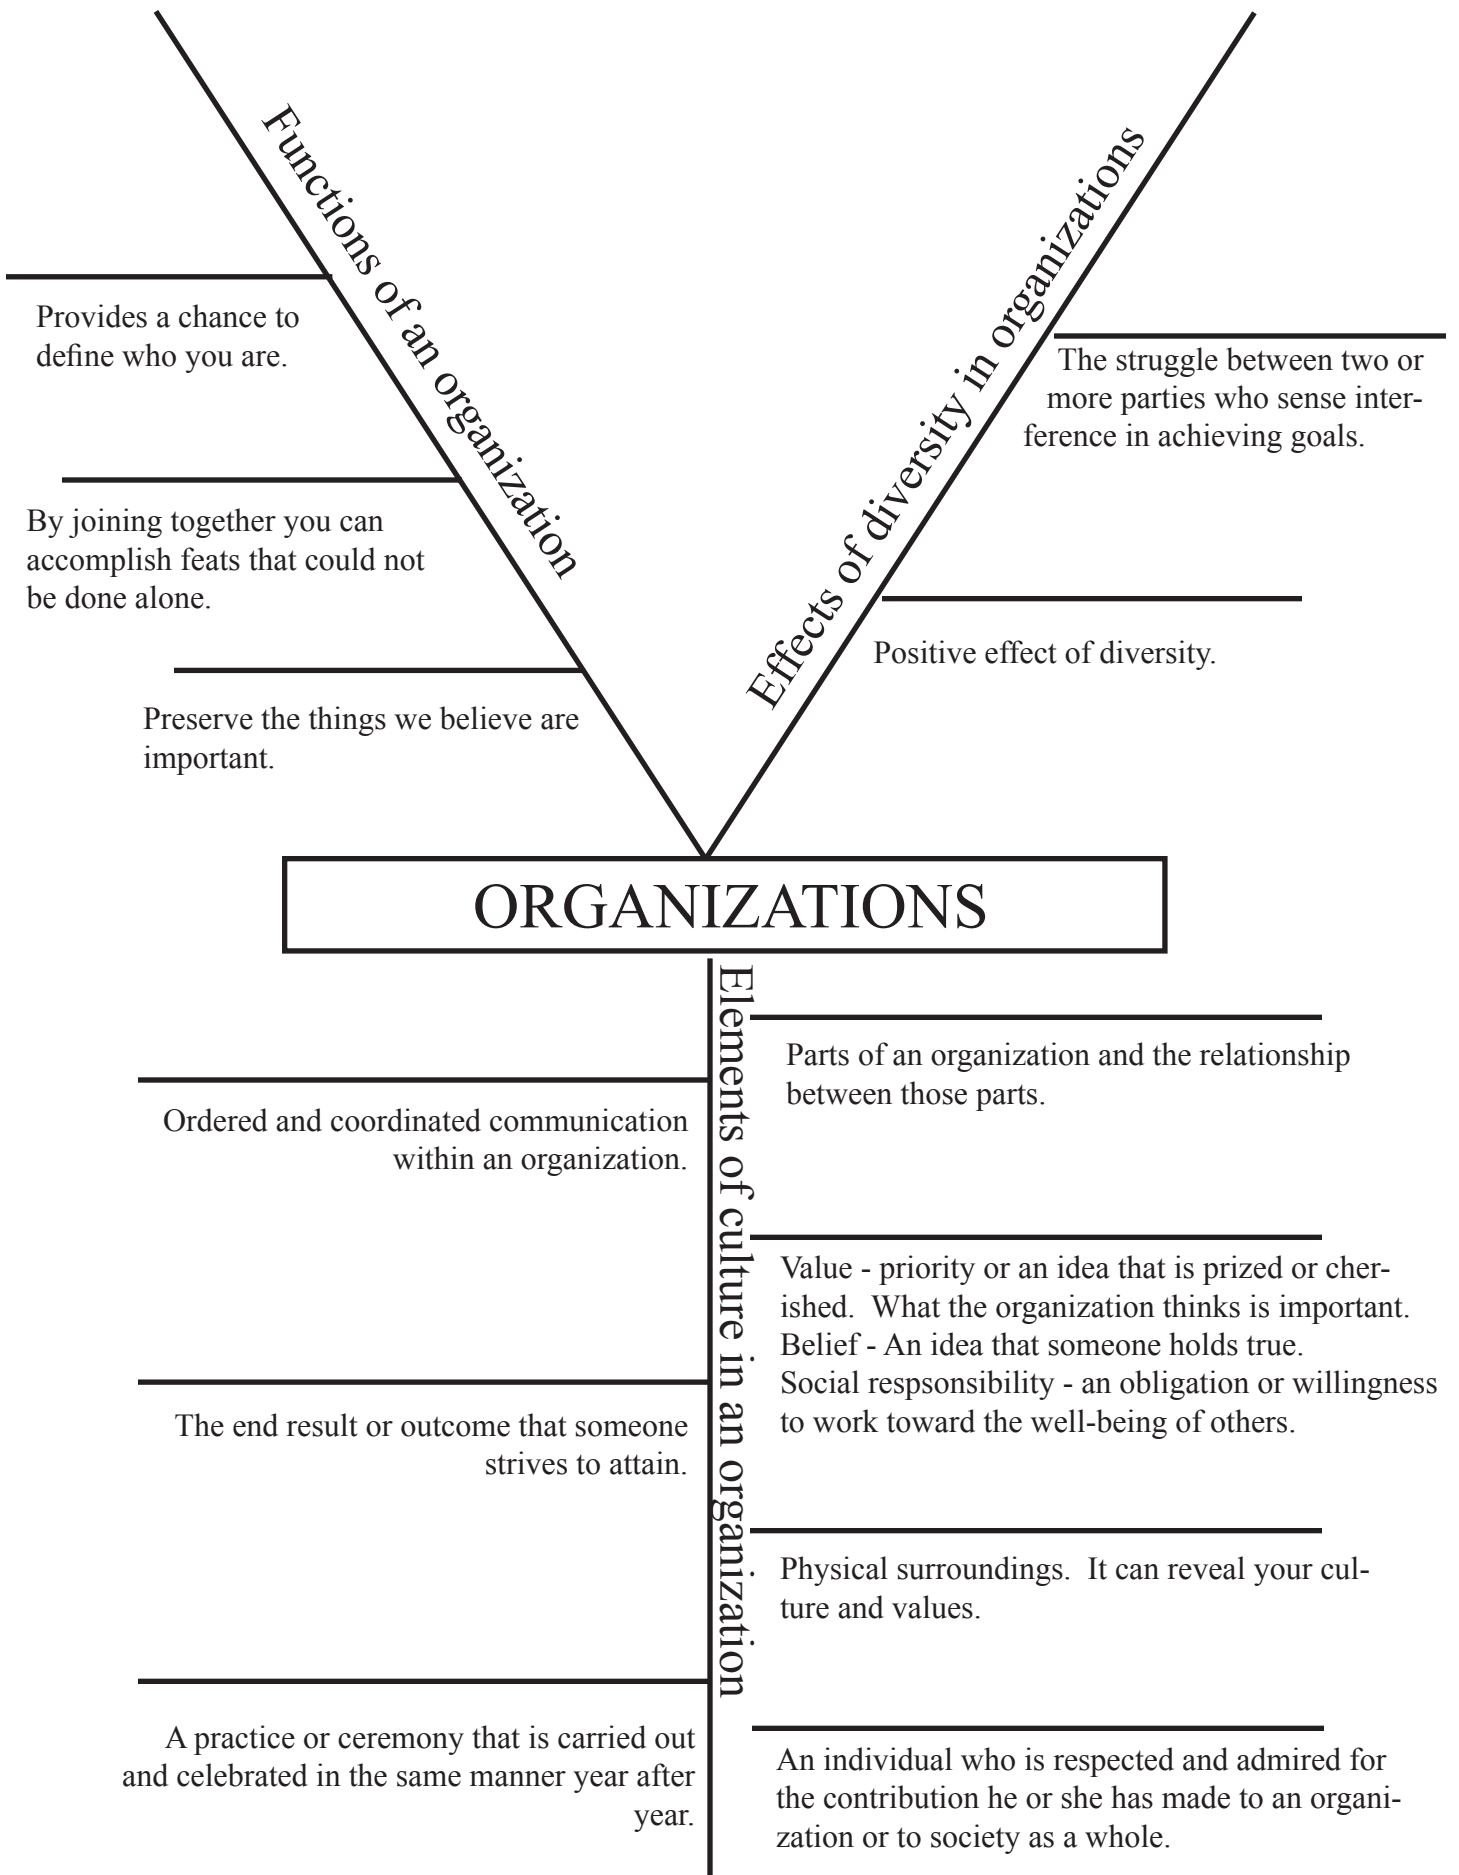 Functions of an organization
Provides a chance to
define who you are.
By joining together you can
accomplish feats that could not
be done alone.
Preserve the things we believe are
important.
Effects of diversity in organizations
The struggle between two or
more parties who sense inter-
ference in achieving goals.
Positive effect of diversity.
ORGANIZATIONS
Elements of culture in an organization
Ordered and coordinated communication
within an organization.
The end result or outcome that someone
strives to attain.
A practice or ceremony that is carried out
and celebrated in the same manner year after
year.
Parts of an organization and the relationship
between those parts.
Value - priority or an idea that is prized or cher-
ished.  What the organization thinks is important.
Belief - An idea that someone holds true.
Social respsonsibility - an obligation or willingness
to work toward the well-being of others.
Physical surroundings.  It can reveal your cul-
ture and values.
An individual who is respected and admired for
the contribution he or she has made to an organi-
zation or to society as a whole.